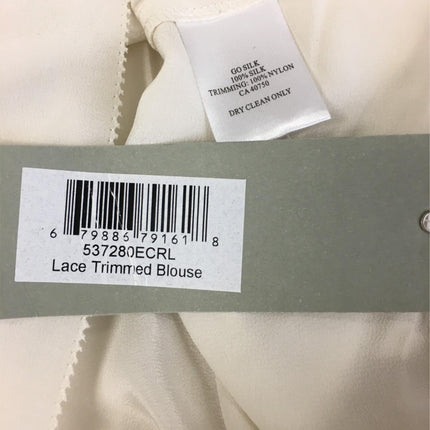 GO SILK
100% SILK
TRIMMING: 100% NYLON
CA 40750
DRY CLEAN ONLY
6 79886 79161 8
537280ECRL
Lace Trimmed Blouse